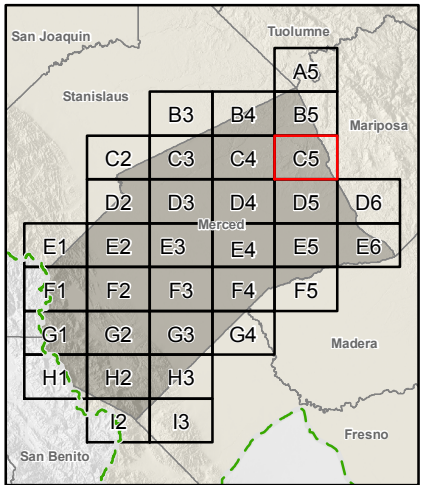 Tuolumne
San Joaquin
A5
Stanislaus
B3 B4 B5
Mariposa
C2 C3 C4 C5
D2 D3 D4 D5 D6
Merced
E1 E2 E3 E4 E5 E6
F1 F2 F3 F4 F5
G1 G2 G3 G4
Madera
H1 H2 H3
I2 I3
Fresno
San Benito